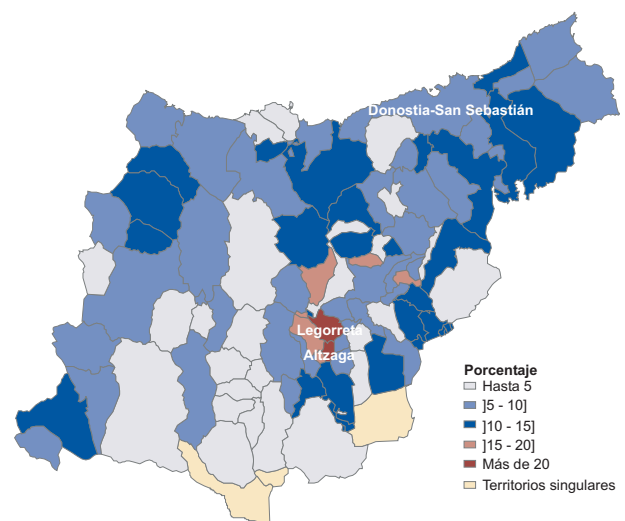 Donostia-San Sebastián
Legorreta
Altzaga
Porcentaje
Hasta 5
]5 - 10]
]10 - 15]
]15 - 20]
Más de 20
Territorios singulares